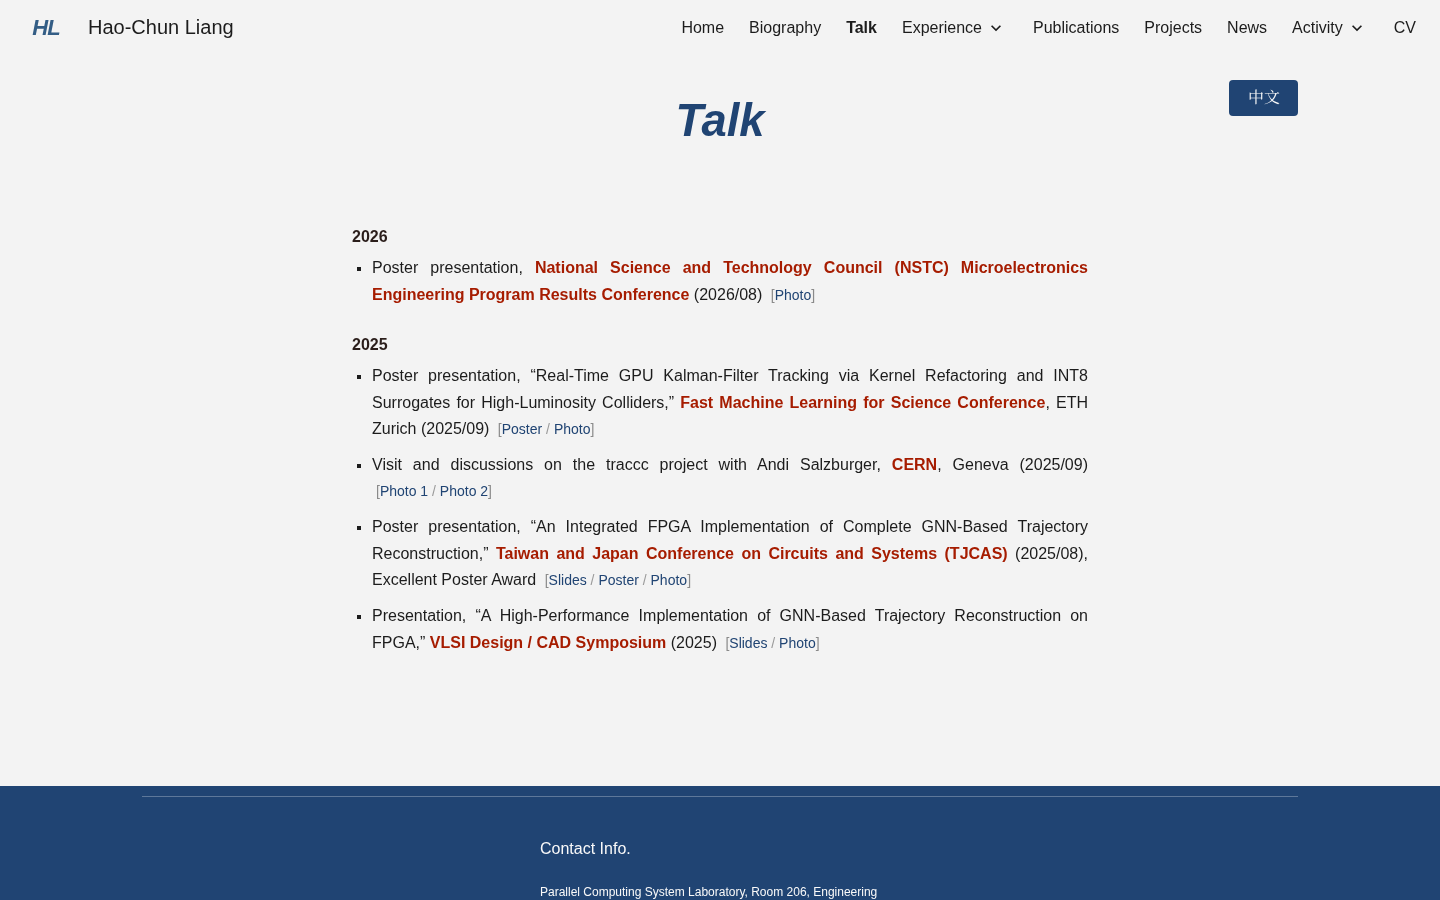 HL Hao-Chun Liang Home Biography Talk Experience Publications Projects News Activity CV
中文
Talk
2026
▪ Poster presentation, National Science and Technology Council (NSTC) Microelectronics
Engineering Program Results Conference (2026/08) [Photo]
2025
▪ Poster presentation, “Real-Time GPU Kalman-Filter Tracking via Kernel Refactoring and INT8
Surrogates for High-Luminosity Colliders,” Fast Machine Learning for Science Conference, ETH
Zurich (2025/09) [Poster / Photo]
▪ Visit and discussions on the traccc project with Andi Salzburger, CERN, Geneva (2025/09)
[Photo 1 / Photo 2]
▪ Poster presentation, “An Integrated FPGA Implementation of Complete GNN-Based Trajectory
Reconstruction,” Taiwan and Japan Conference on Circuits and Systems (TJCAS) (2025/08),
Excellent Poster Award [Slides / Poster / Photo]
▪ Presentation, “A High-Performance Implementation of GNN-Based Trajectory Reconstruction on
FPGA,” VLSI Design / CAD Symposium (2025) [Slides / Photo]
Contact Info.
Parallel Computing System Laboratory, Room 206, Engineering